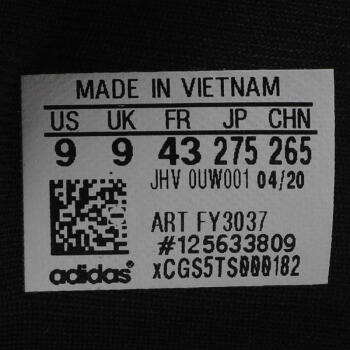 MADE IN VIETNAM
US UK FR JP CHN
9 9 43 275 265
JHV 0UW001 04/20
ART FY3037
#125633809
adidas xCGS5TS000182